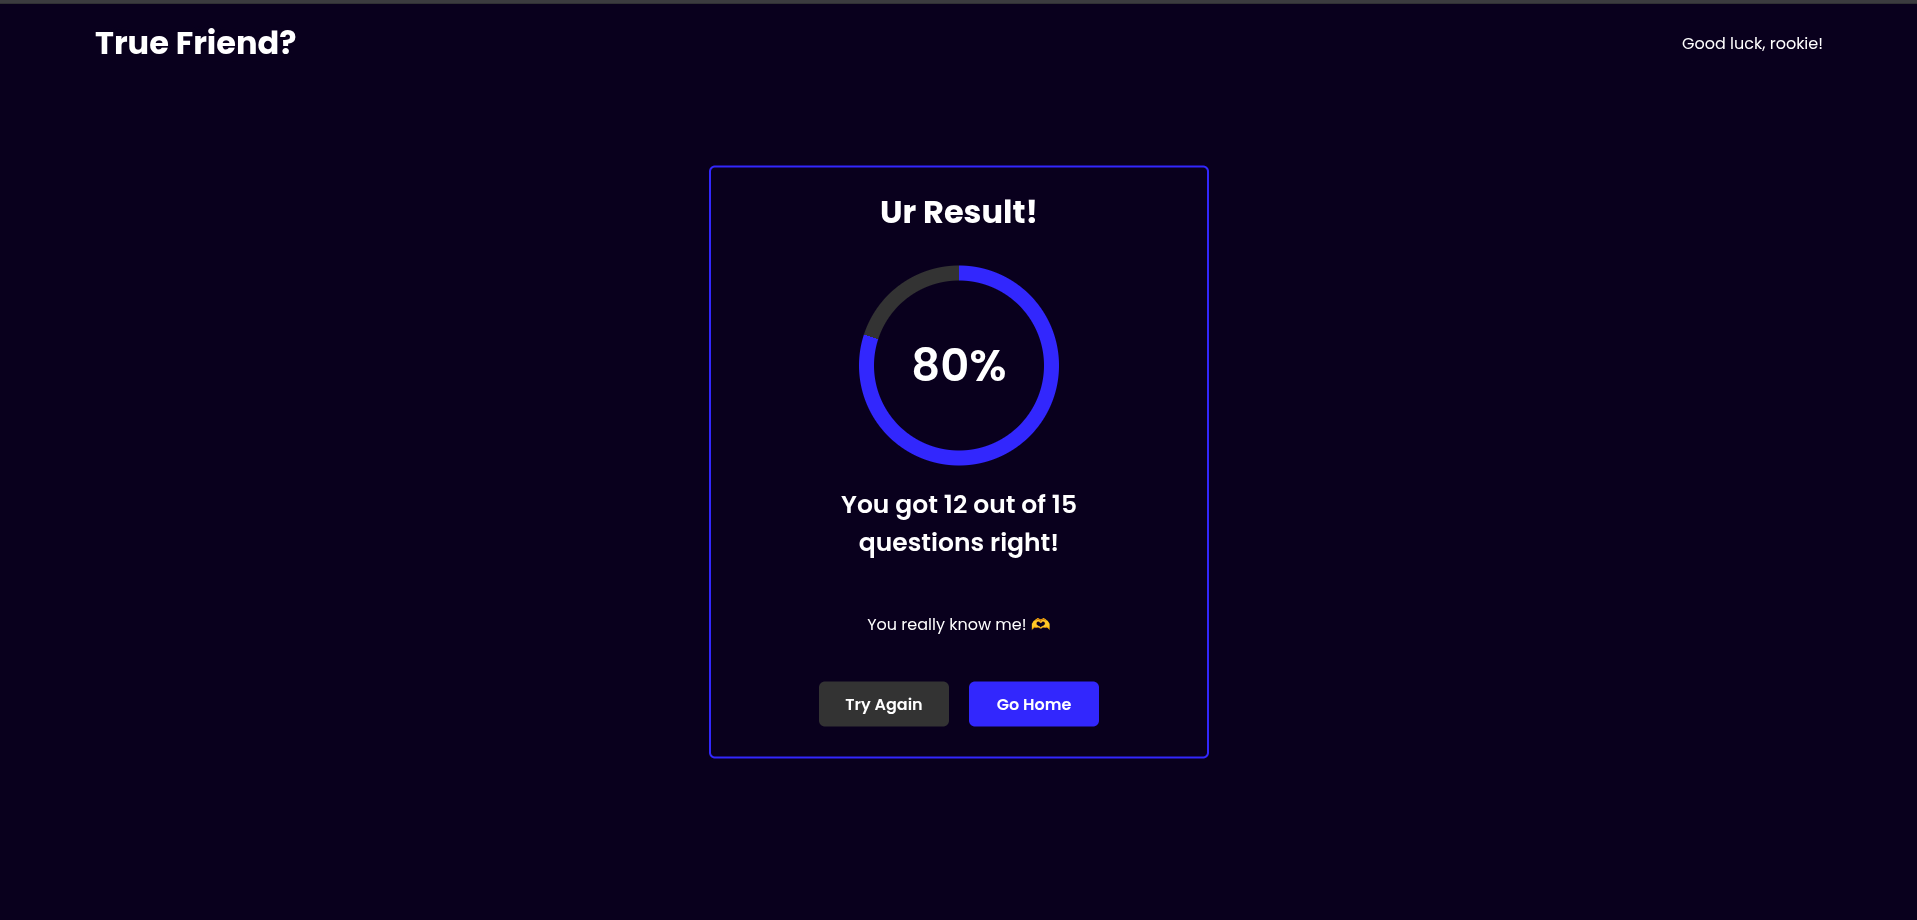 True Friend?
Good luck, rookie!
Ur Result!
80%
You got 12 out of 15
questions right!
You really know me! 🫶
Try Again
Go Home